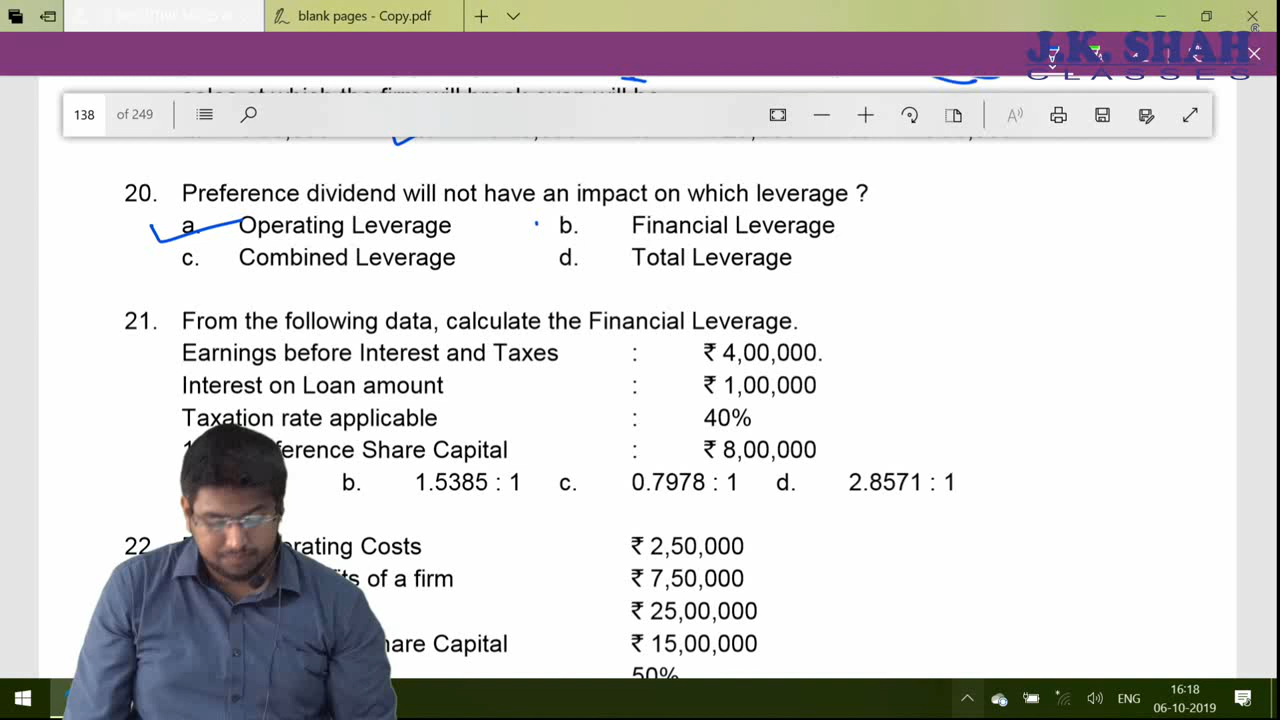 blank pages - Copy.pdf
J.K. SHAH
CLASSES
®
138 of 249
20. Preference dividend will not have an impact on which leverage ?
a. Operating Leverage b. Financial Leverage
c. Combined Leverage d. Total Leverage
21. From the following data, calculate the Financial Leverage.
Earnings before Interest and Taxes : ₹ 4,00,000.
Interest on Loan amount : ₹ 1,00,000
Taxation rate applicable : 40%
ference Share Capital : ₹ 8,00,000
b. 1.5385 : 1 c. 0.7978 : 1 d. 2.8571 : 1
22. rating Costs ₹ 2,50,000
fits of a firm ₹ 7,50,000
₹ 25,00,000
hare Capital ₹ 15,00,000
50%
ENG
16:18
06-10-2019